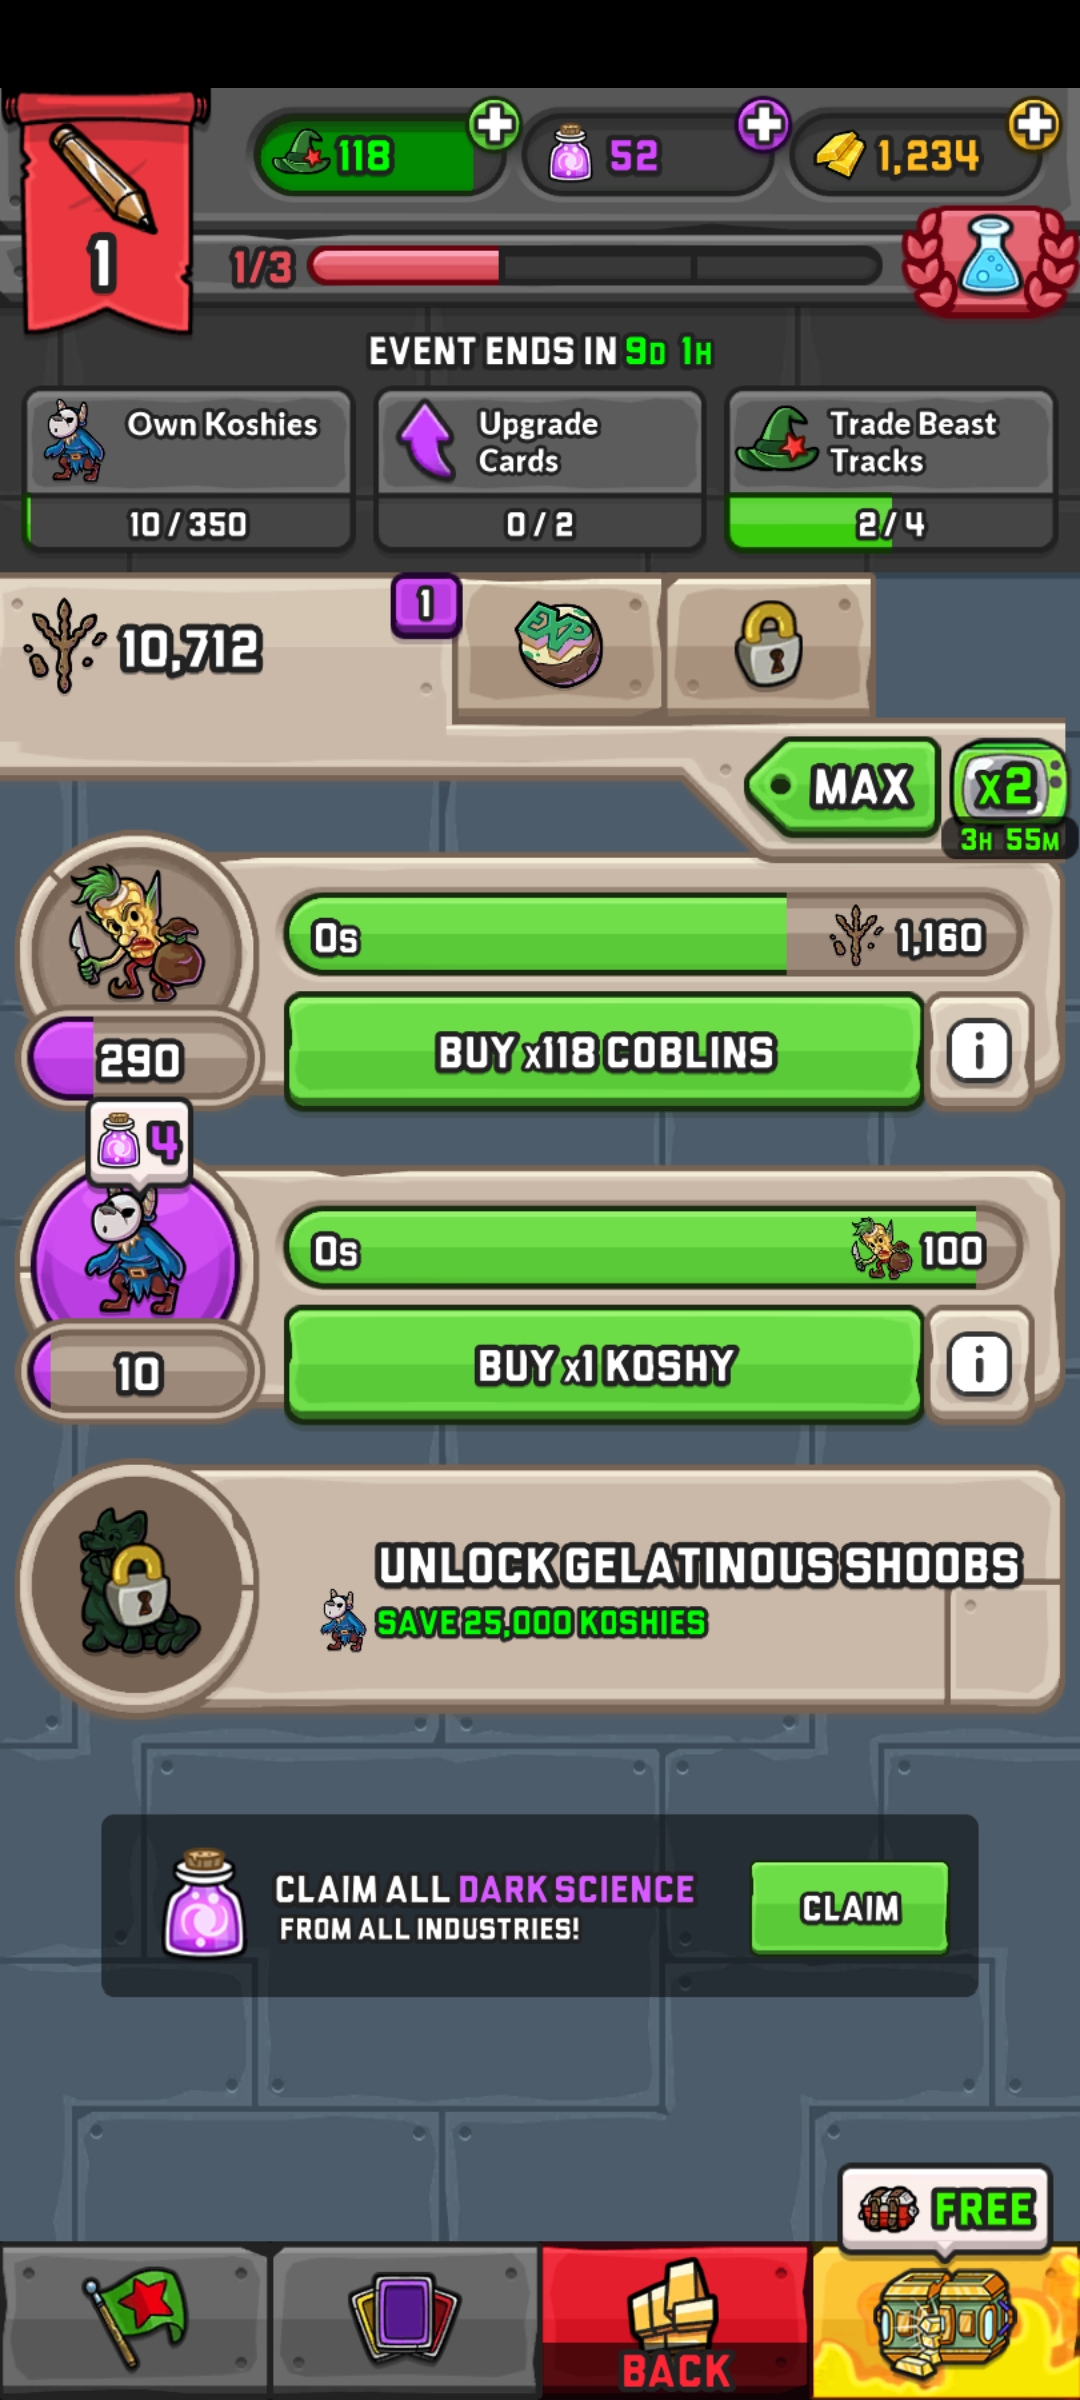 118
52
1,234
1
1/3
EVENT ENDS IN 9D 1H
Own Koshies
10 / 350
Upgrade
Cards
0 / 2
Trade Beast
Tracks
2 / 4
10,712
1
EXP
MAX
x2
3H 55M
0s
1,160
290
BUY x118 COBLINS
i
4
0s
100
10
BUY x1 KOSHY
i
UNLOCK GELATINOUS SHOOBS
SAVE 25,000 KOSHIES
CLAIM ALL DARK SCIENCE
FROM ALL INDUSTRIES!
CLAIM
FREE
BACK